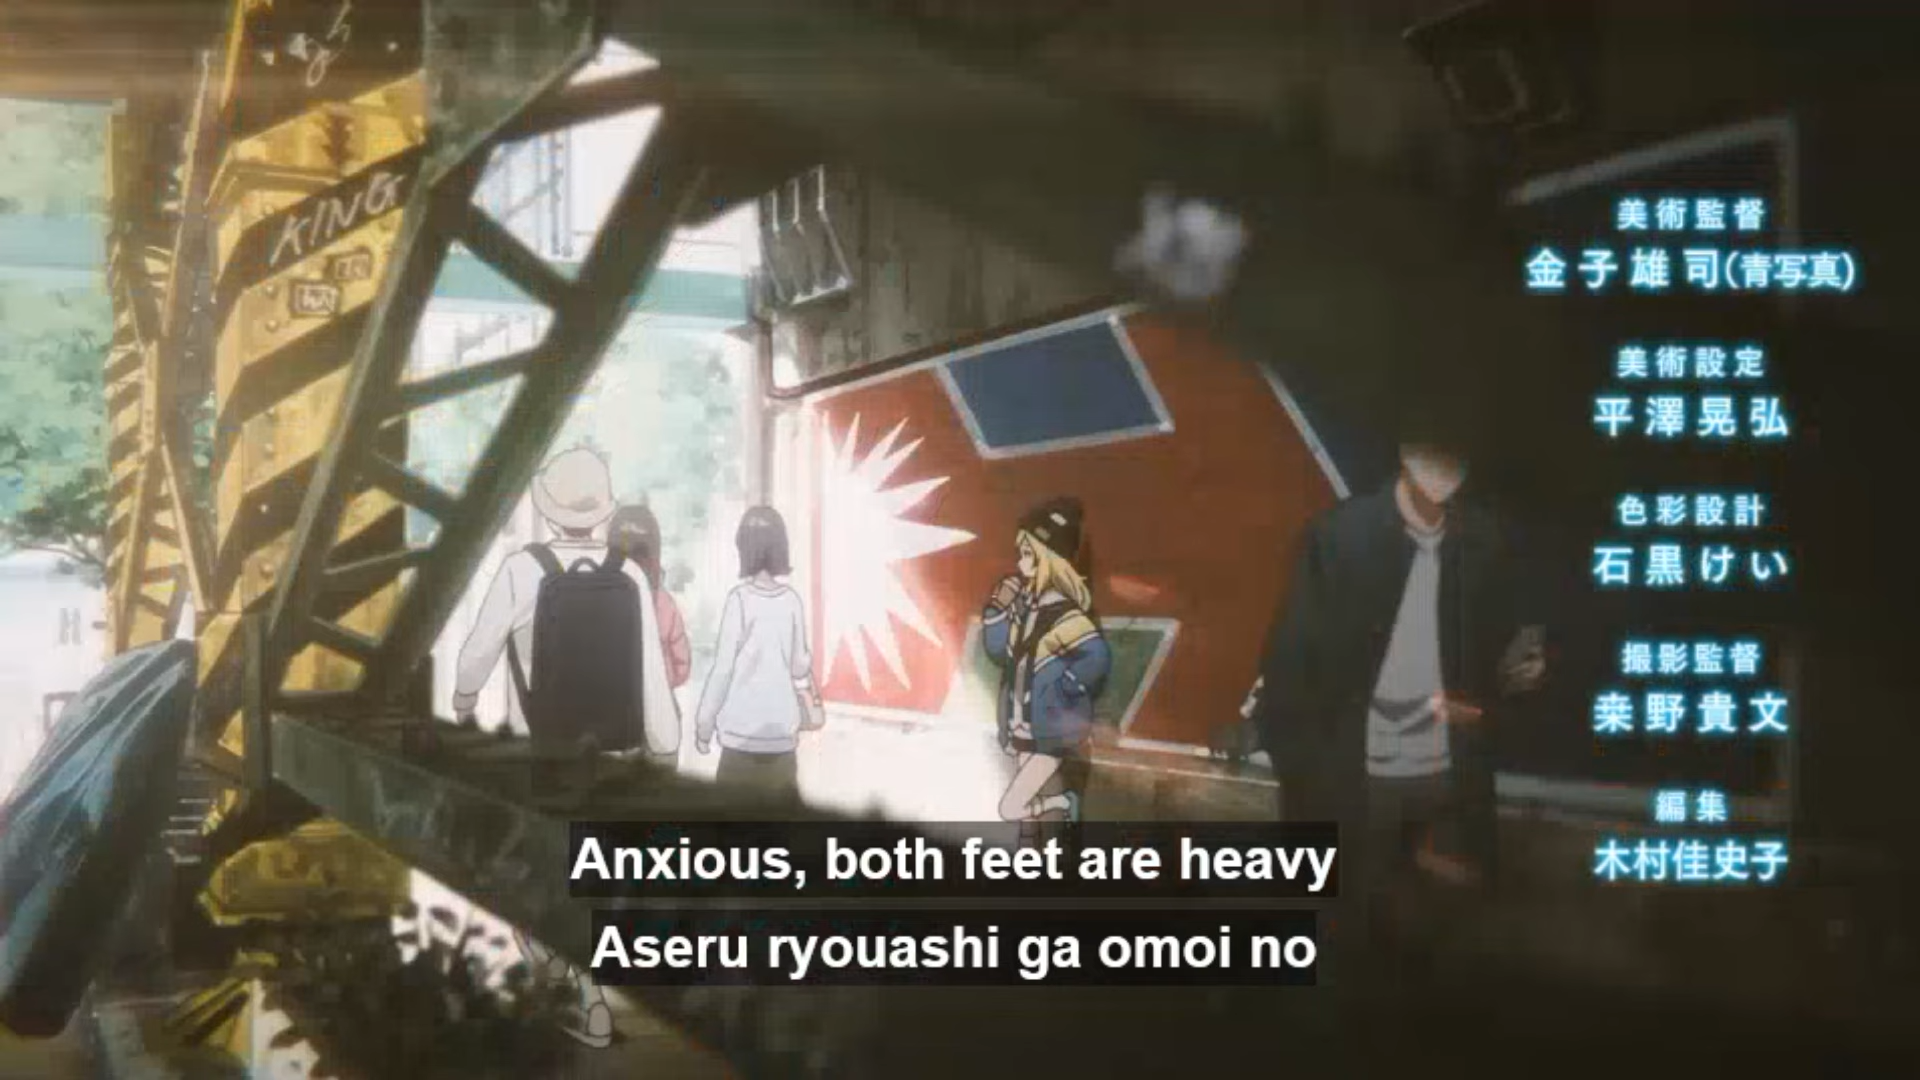 KING
美術監督
金子雄司(青写真)
美術設定
平澤晃弘
色彩設計
石黒けい
撮影監督
桒野貴文
編集
木村佳史子
Anxious, both feet are heavy
Aseru ryouashi ga omoi no